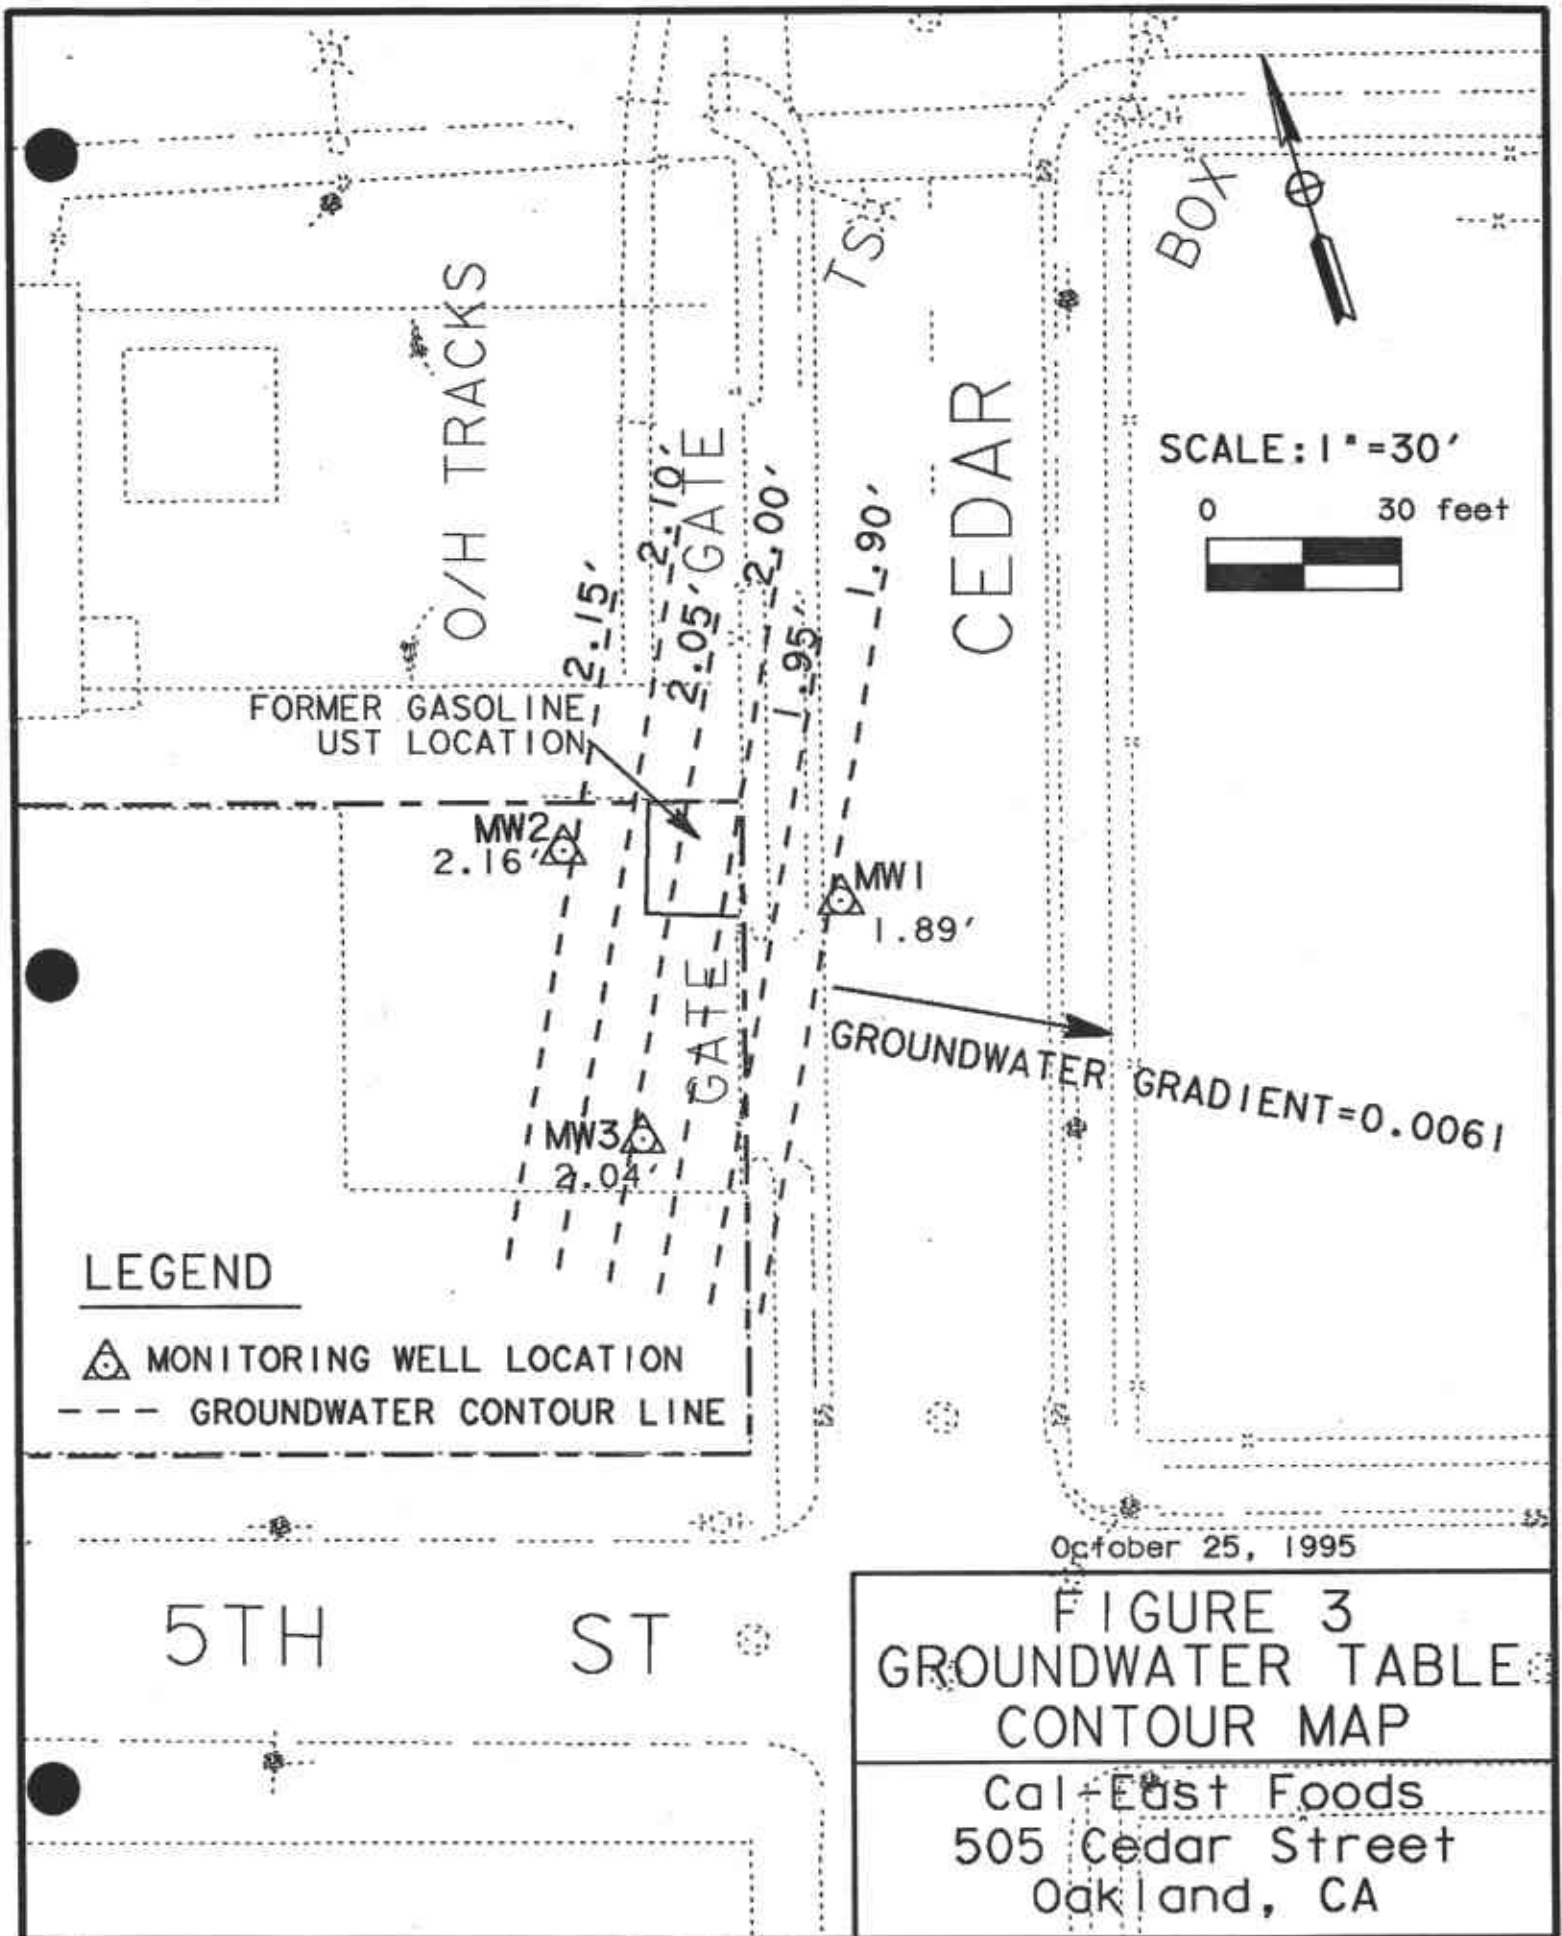 BOX
TS
O/H TRACKS
CEDAR
SCALE: 1"=30'
0 30 feet
GATE
2.15'
2.10'
2.05'
2.00'
1.95'
1.90'
FORMER GASOLINE
UST LOCATION
MW2
2.16'
MW1
1.89'
GATE
GROUNDWATER GRADIENT=0.0061
MW3
2.04'
LEGEND
MONITORING WELL LOCATION
GROUNDWATER CONTOUR LINE
5TH ST
October 25, 1995
FIGURE 3
GROUNDWATER TABLE
CONTOUR MAP
Cal-East Foods
505 Cedar Street
Oakland, CA